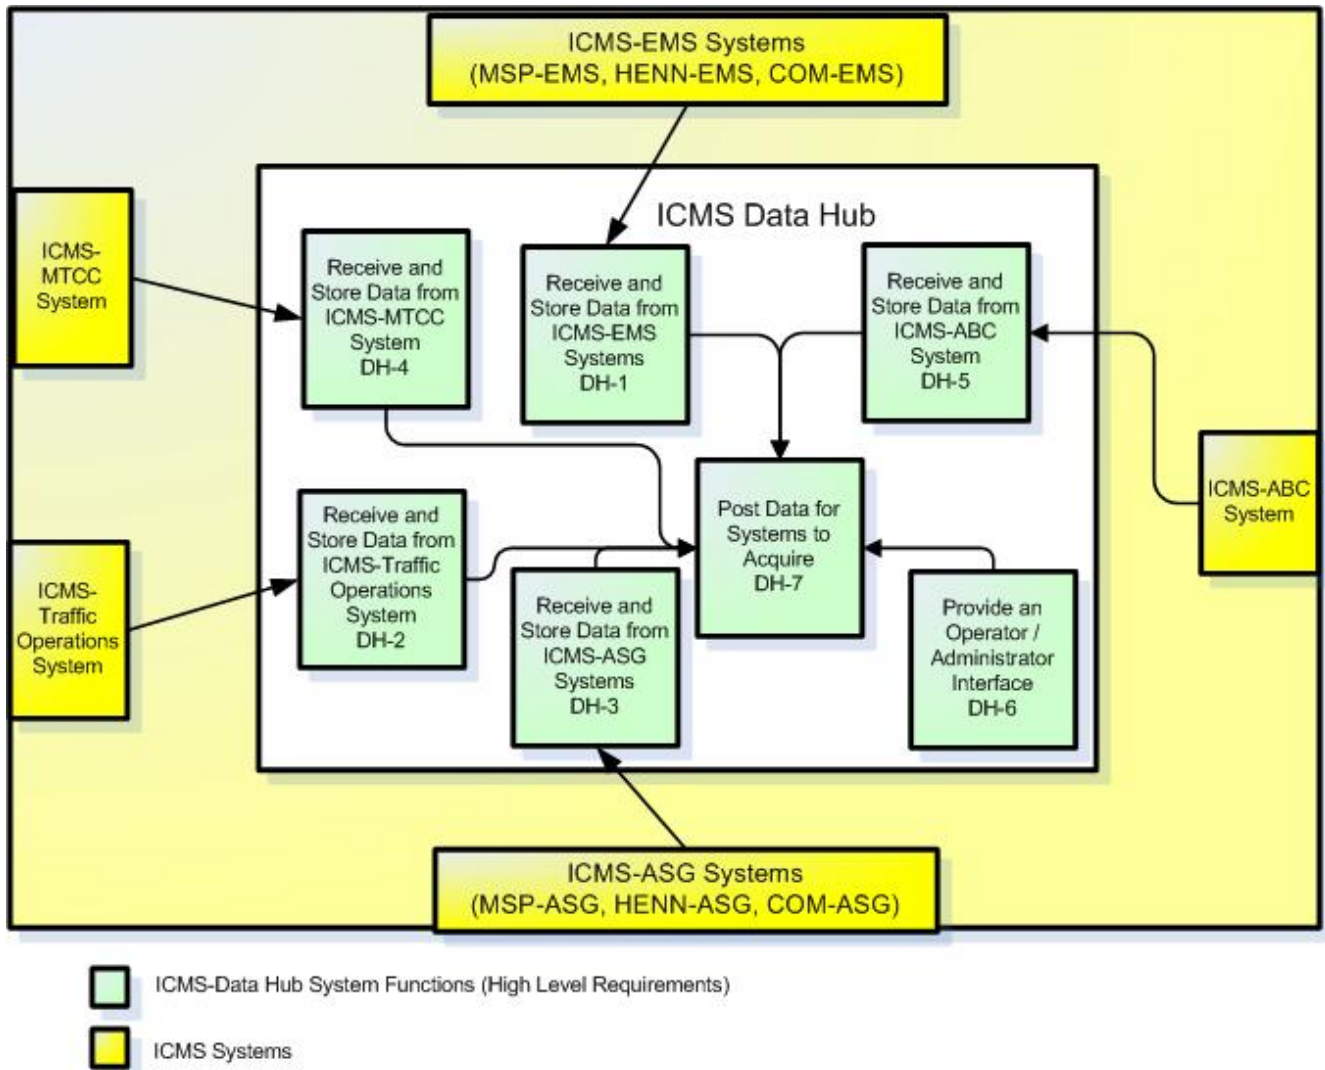 ICMS-EMS Systems
(MSP-EMS, HENN-EMS, COM-EMS)
ICMS Data Hub
ICMS-
MTCC
System
Receive and
Store Data from
ICMS-MTCC
System
DH-4
Receive and
Store Data from
ICMS-EMS
Systems
DH-1
Receive and
Store Data from
ICMS-ABC
System
DH-5
ICMS-ABC
System
ICMS-
Traffic
Operations
System
Receive and
Store Data from
ICMS-Traffic
Operations
System
DH-2
Receive and
Store Data from
ICMS-ASG
Systems
DH-3
Post Data for
Systems to
Acquire
DH-7
Provide an
Operator /
Administrator
Interface
DH-6
ICMS-ASG Systems
(MSP-ASG, HENN-ASG, COM-ASG)
ICMS-Data Hub System Functions (High Level Requirements)
ICMS Systems